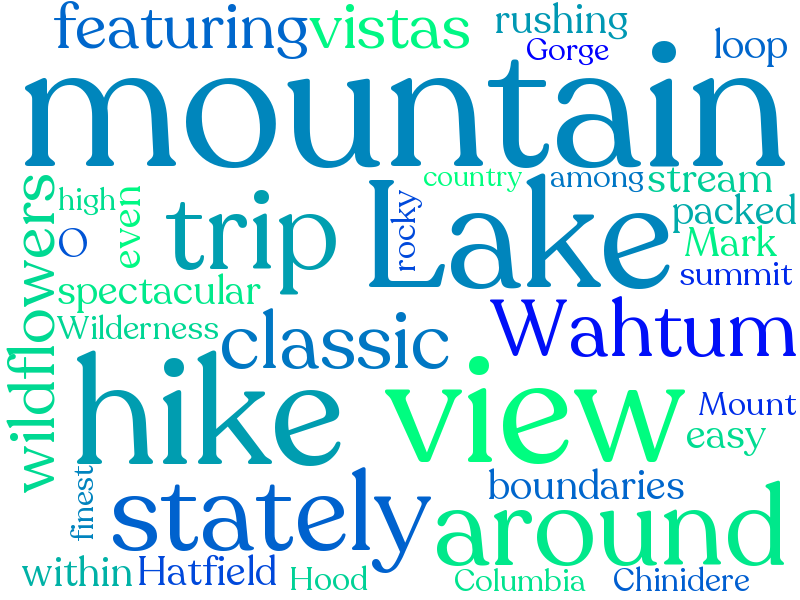 featuring
vistas
rushing
Gorge
loop
mountain
country
among
stream
high
even
wildflowers
O
trip
rocky
Lake
packed
Mark
summit
spectacular
Wilderness
classic
Wahtum
hike
view
Mount
easy
finest
stately
boundaries
around
within
Hatfield
Hood
Columbia
Chinidere